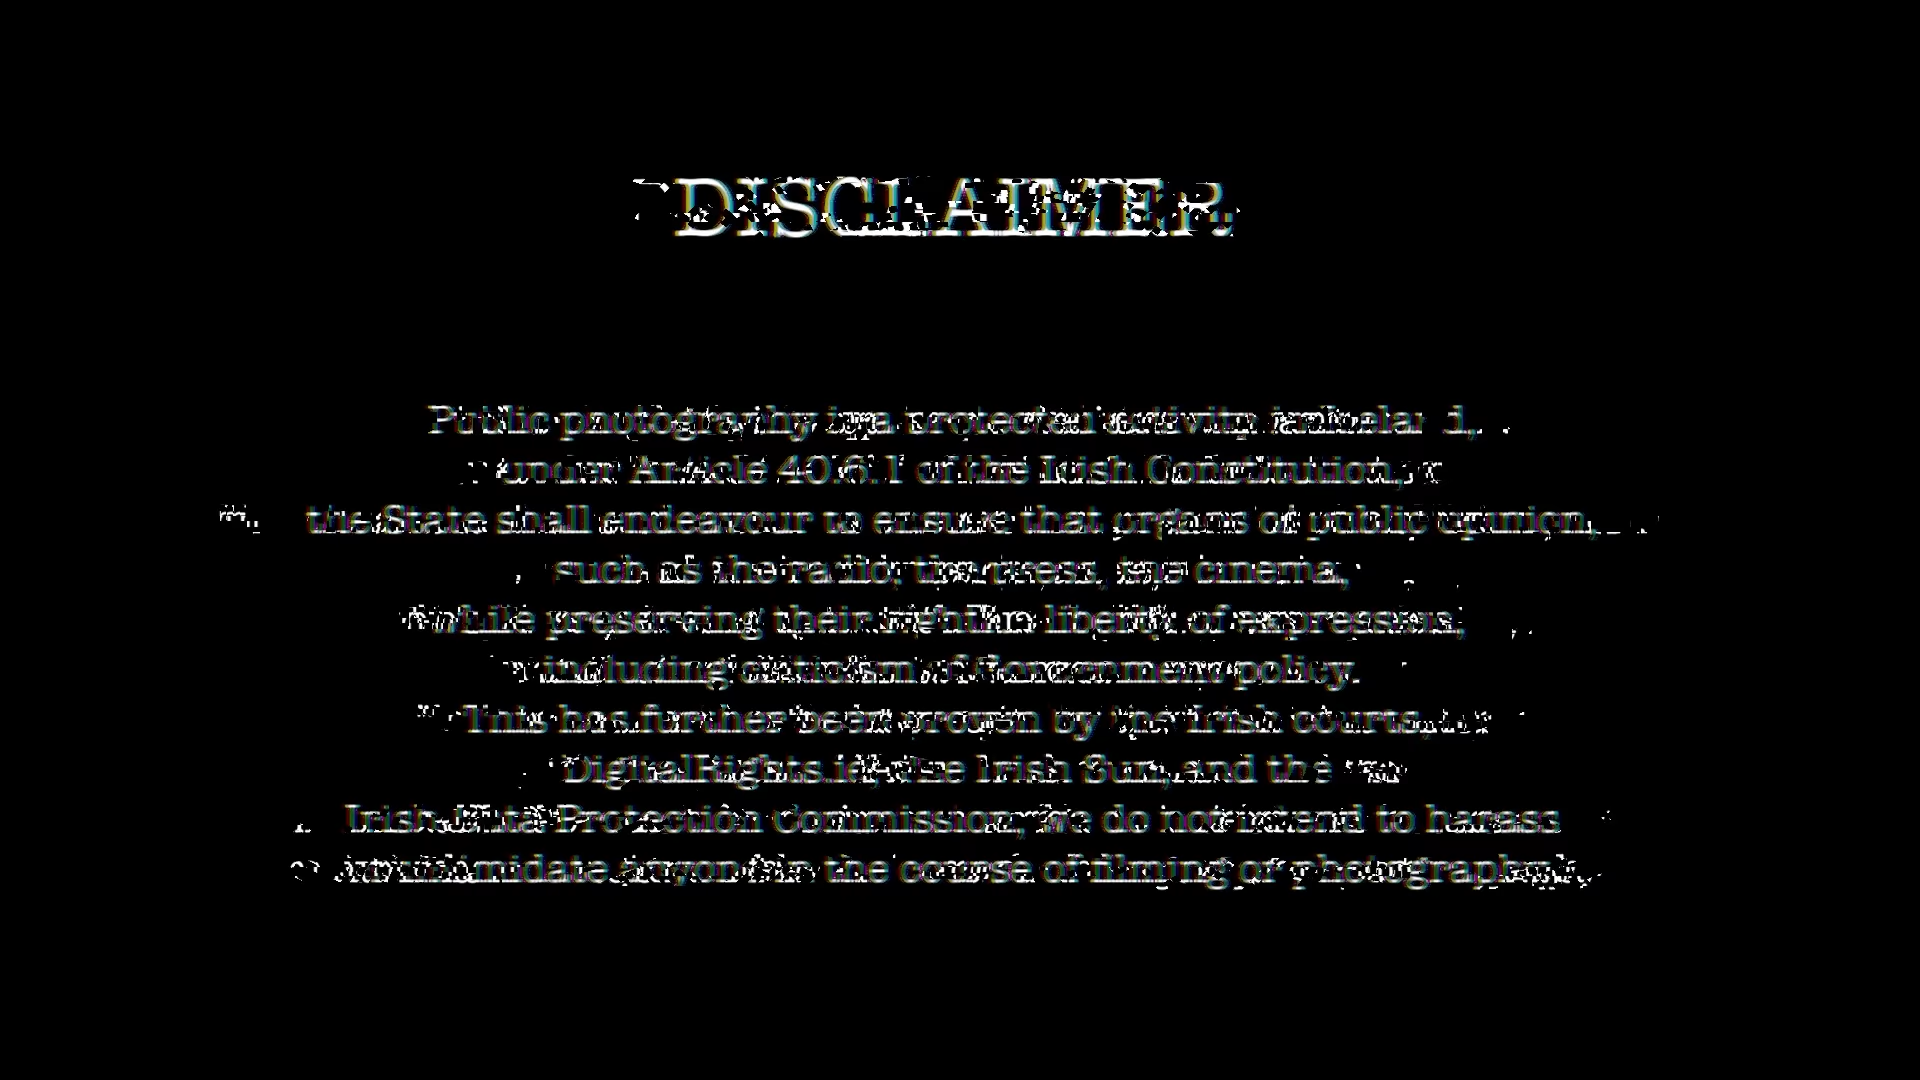 DISCLAIMER
Public photography is a protected activity
under Article 40.6.1 of the Irish Constitution,
the State shall endeavour to ensure that organs of public opinion,
such as the radio, the press, the cinema,
while preserving their rightful liberty of expression,
including criticism of Government policy.
This has further been proven by the Irish courts,
Digital Rights the Irish Sun, and the
Irish Data Protection Commission, We do not intend to harass
or intimidate anyone in the course of filming or photography.